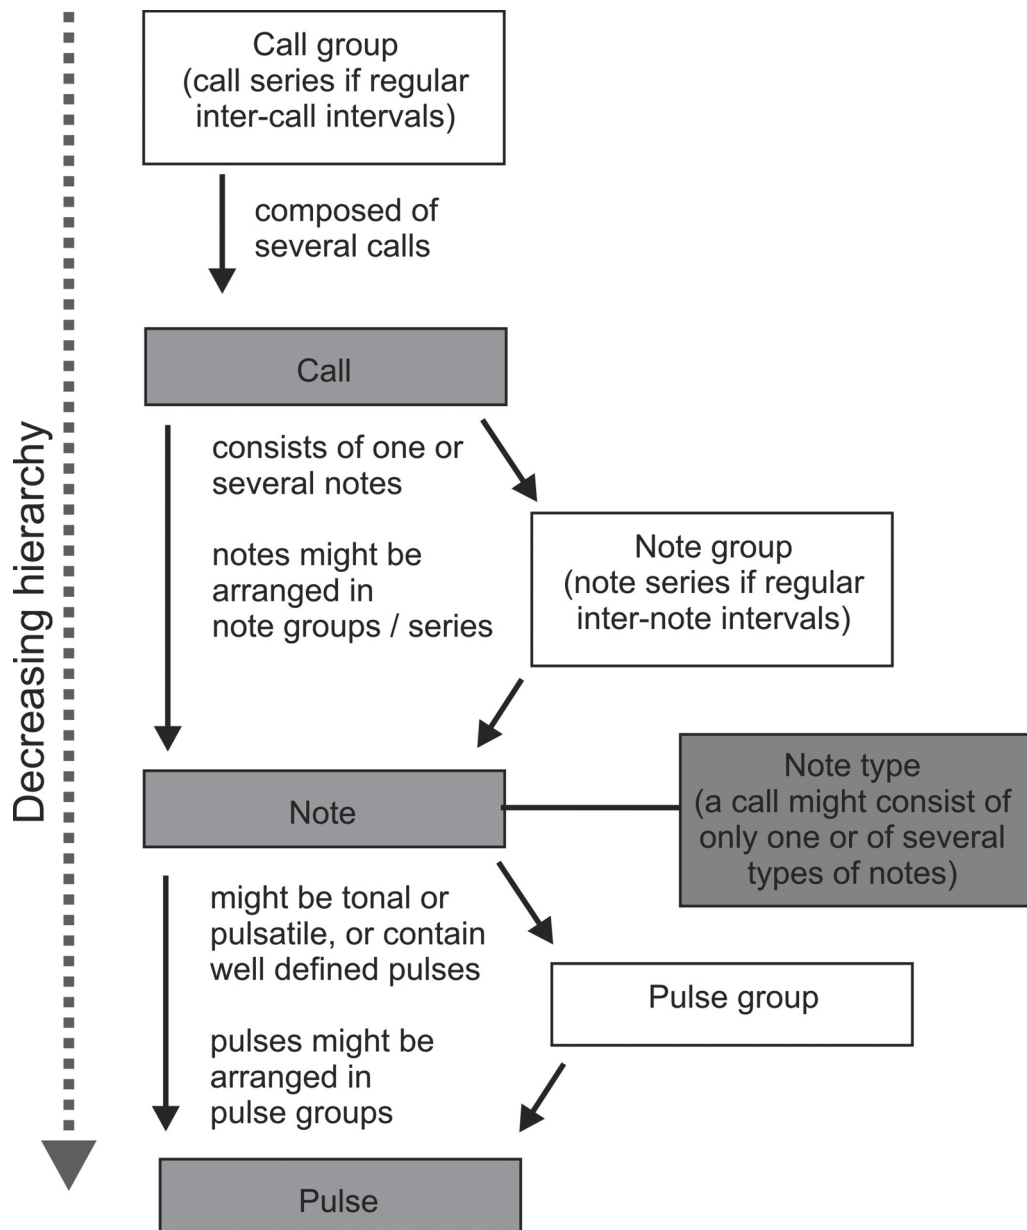 Call group
(call series if regular
inter-call intervals)
composed of
several calls
Call
consists of one or
several notes
notes might be
arranged in
note groups / series
Note group
(note series if regular
inter-note intervals)
Decreasing hierarchy
Note
Note type
(a call might consist of
only one or of several
types of notes)
might be tonal or
pulsatile, or contain
well defined pulses
pulses might be
arranged in
pulse groups
Pulse group
Pulse